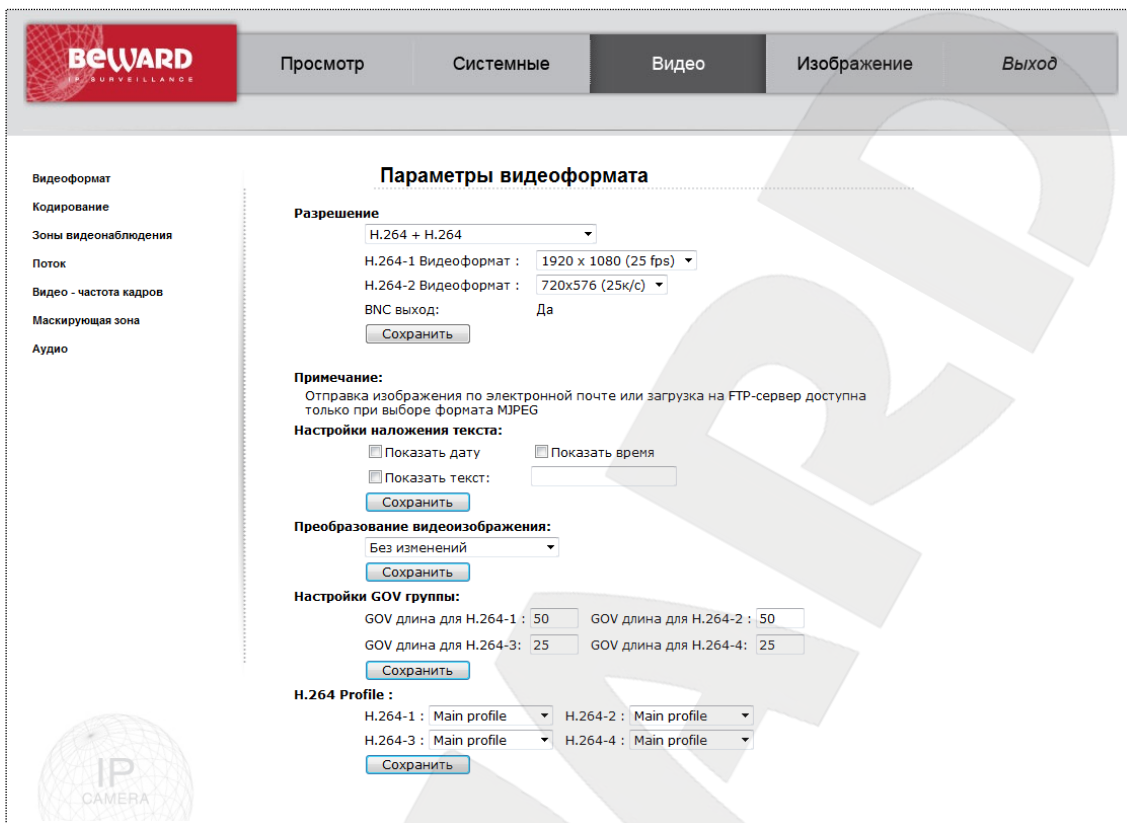 BEWARD
IP SURVEILLANCE
Просмотр Системные Видео Изображение Выход
Видеоформат
Кодирование
Зоны видеонаблюдения
Поток
Видео - частота кадров
Маскирующая зона
Аудио
Параметры видеоформата
Разрешение
H.264 + H.264
H.264-1 Видеоформат : 1920 x 1080 (25 fps)
H.264-2 Видеоформат : 720x576 (25к/с)
BNC выход: Да
Сохранить
Примечание:
Отправка изображения по электронной почте или загрузка на FTP-сервер доступна
только при выборе формата MJPEG
Настройки наложения текста:
Показать дату Показать время
Показать текст:
Сохранить
Преобразование видеоизображения:
Без изменений
Сохранить
Настройки GOV группы:
GOV длина для H.264-1 : 50 GOV длина для H.264-2 : 50
GOV длина для H.264-3: 25 GOV длина для H.264-4: 25
Сохранить
H.264 Profile :
H.264-1 : Main profile H.264-2 : Main profile
H.264-3 : Main profile H.264-4 : Main profile
Сохранить
IP
CAMERA